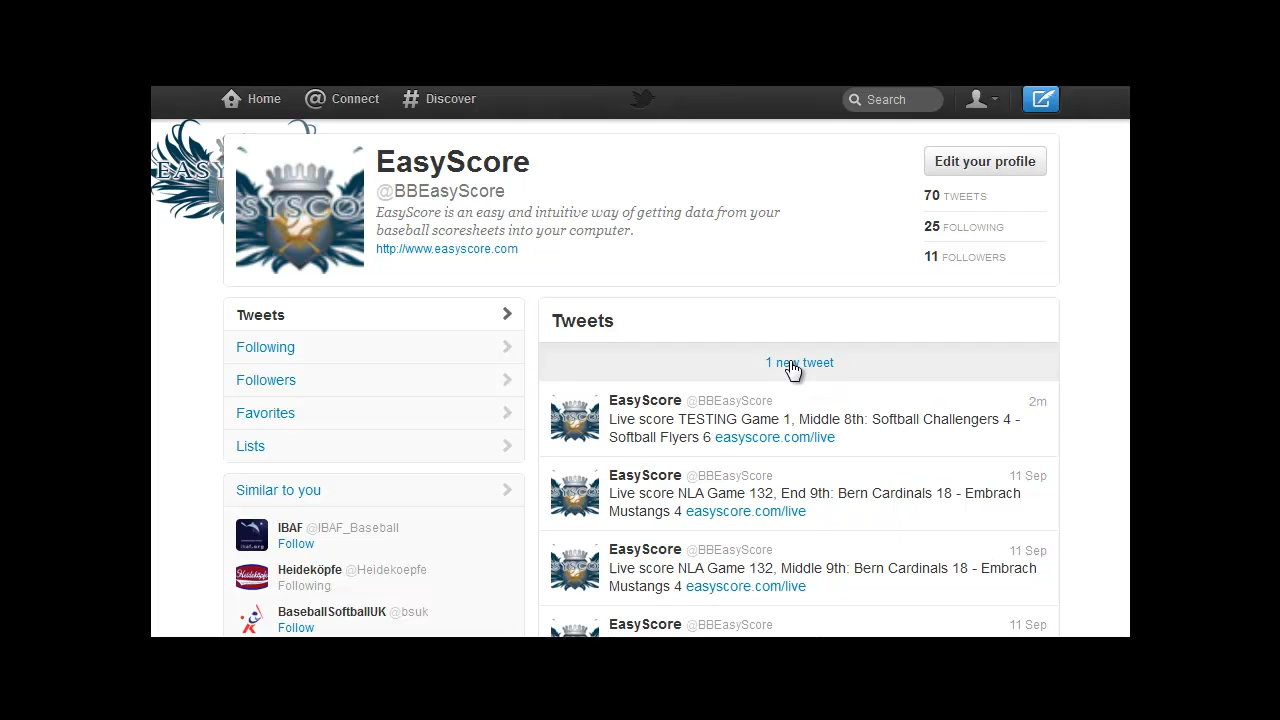 Home
Connect
Discover
Search
EASY
SYSCO
EasyScore
@BBEasyScore
EasyScore is an easy and intuitive way of getting data from your
baseball scoresheets into your computer.
http://www.easyscore.com
Edit your profile
70 TWEETS
25 FOLLOWING
11 FOLLOWERS
Tweets
Following
Followers
Favorites
Lists
Similar to you
IBAF @IBAF_Baseball
Follow
Heideköpfe @Heidekoepfe
Following
BaseballSoftballUK @bsuk
Follow
Tweets
1 new tweet
EasyScore @BBEasyScore 2m
Live score TESTING Game 1, Middle 8th: Softball Challengers 4 -
Softball Flyers 6 easyscore.com/live
EasyScore @BBEasyScore 11 Sep
Live score NLA Game 132, End 9th: Bern Cardinals 18 - Embrach
Mustangs 4 easyscore.com/live
EasyScore @BBEasyScore 11 Sep
Live score NLA Game 132, Middle 9th: Bern Cardinals 18 - Embrach
Mustangs 4 easyscore.com/live
EasyScore @BBEasyScore 11 Sep